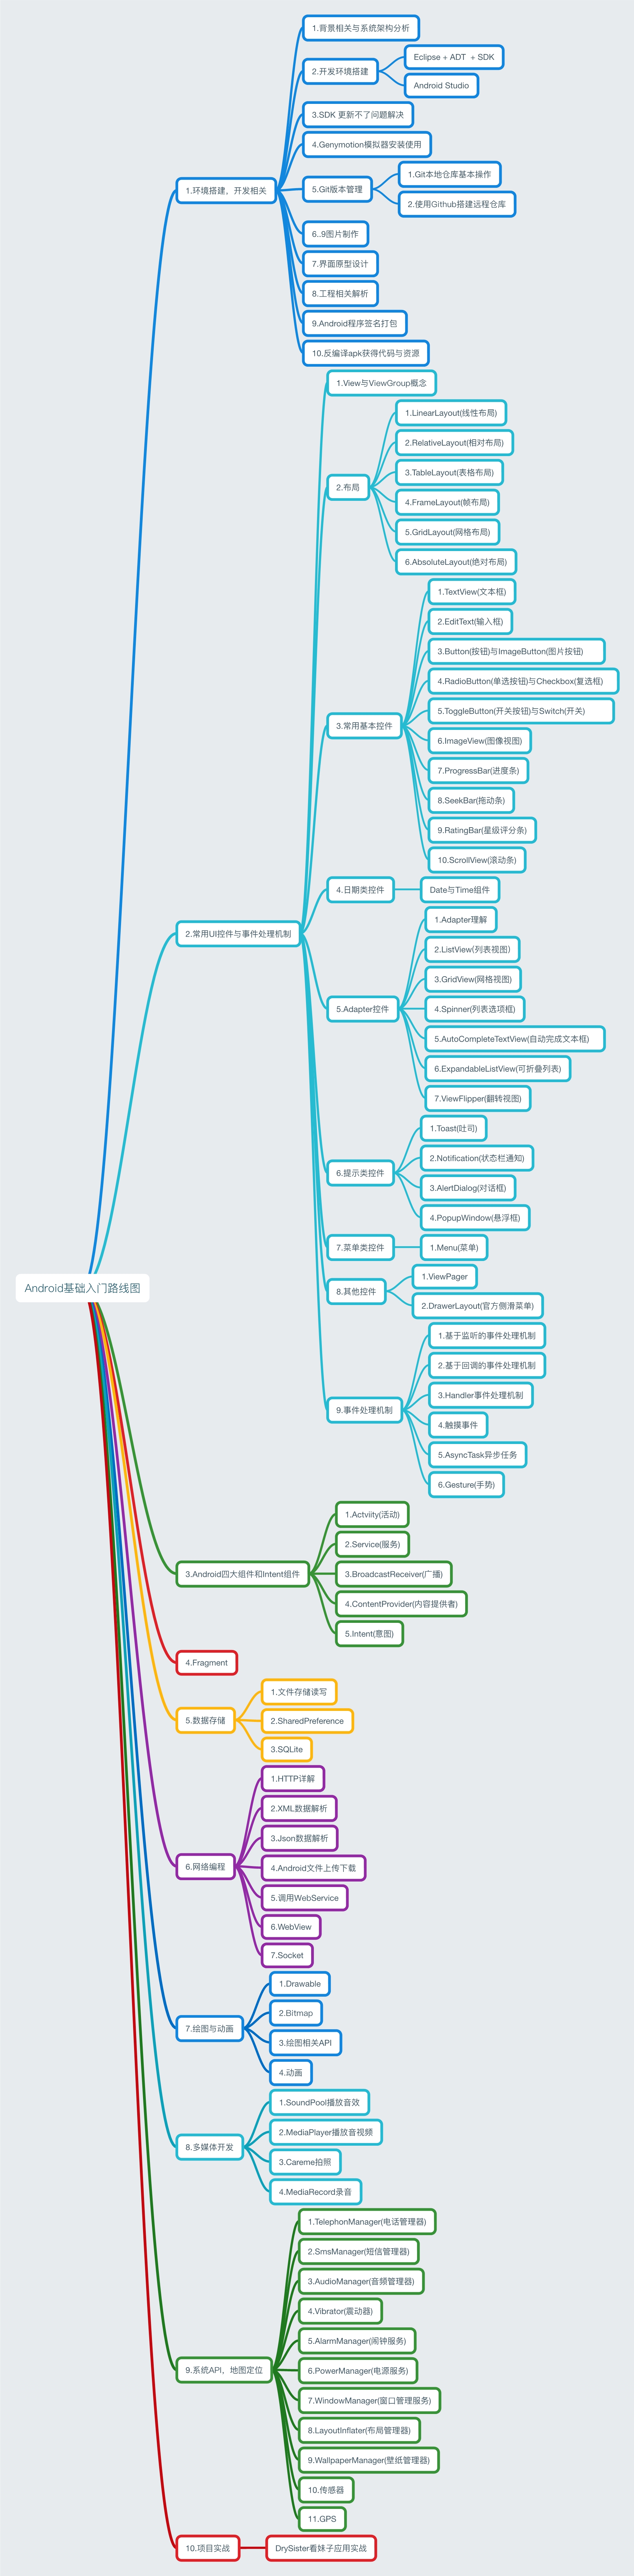 Android基础入门路线图
1.环境搭建，开发相关
1.背景相关与系统架构分析
2.开发环境搭建
Eclipse + ADT + SDK
Android Studio
3.SDK 更新不了问题解决
4.Genymotion模拟器安装使用
5.Git版本管理
1.Git本地仓库基本操作
2.使用Github搭建远程仓库
6..9图片制作
7.界面原型设计
8.工程相关解析
9.Android程序签名打包
10.反编译apk获得代码与资源
2.常用UI控件与事件处理机制
1.View与ViewGroup概念
2.布局
1.LinearLayout(线性布局)
2.RelativeLayout(相对布局)
3.TableLayout(表格布局)
4.FrameLayout(帧布局)
5.GridLayout(网格布局)
6.AbsoluteLayout(绝对布局)
3.常用基本控件
1.TextView(文本框)
2.EditText(输入框)
3.Button(按钮)与ImageButton(图片按钮)
4.RadioButton(单选按钮)与Checkbox(复选框)
5.ToggleButton(开关按钮)与Switch(开关)
6.ImageView(图像视图)
7.ProgressBar(进度条)
8.SeekBar(拖动条)
9.RatingBar(星级评分条)
10.ScrollView(滚动条)
4.日期类控件
Date与Time组件
5.Adapter控件
1.Adapter理解
2.ListView(列表视图)
3.GridView(网格视图)
4.Spinner(列表选项框)
5.AutoCompleteTextView(自动完成文本框)
6.ExpandableListView(可折叠列表)
7.ViewFlipper(翻转视图)
6.提示类控件
1.Toast(吐司)
2.Notification(状态栏通知)
3.AlertDialog(对话框)
4.PopupWindow(悬浮框)
7.菜单类控件
1.Menu(菜单)
8.其他控件
1.ViewPager
2.DrawerLayout(官方侧滑菜单)
9.事件处理机制
1.基于监听的事件处理机制
2.基于回调的事件处理机制
3.Handler事件处理机制
4.触摸事件
5.AsyncTask异步任务
6.Gesture(手势)
3.Android四大组件和Intent组件
1.Actviity(活动)
2.Service(服务)
3.BroadcastReceiver(广播)
4.ContentProvider(内容提供者)
5.Intent(意图)
4.Fragment
5.数据存储
1.文件存储读写
2.SharedPreference
3.SQLite
6.网络编程
1.HTTP详解
2.XML数据解析
3.Json数据解析
4.Android文件上传下载
5.调用WebService
6.WebView
7.Socket
7.绘图与动画
1.Drawable
2.Bitmap
3.绘图相关API
4.动画
8.多媒体开发
1.SoundPool播放音效
2.MediaPlayer播放音视频
3.Careme拍照
4.MediaRecord录音
9.系统API，地图定位
1.TelephonManager(电话管理器)
2.SmsManager(短信管理器)
3.AudioManager(音频管理器)
4.Vibrator(震动器)
5.AlarmManager(闹钟服务)
6.PowerManager(电源服务)
7.WindowManager(窗口管理服务)
8.LayoutInflater(布局管理器)
9.WallpaperManager(壁纸管理器)
10.传感器
11.GPS
10.项目实战
DrySister看妹子应用实战